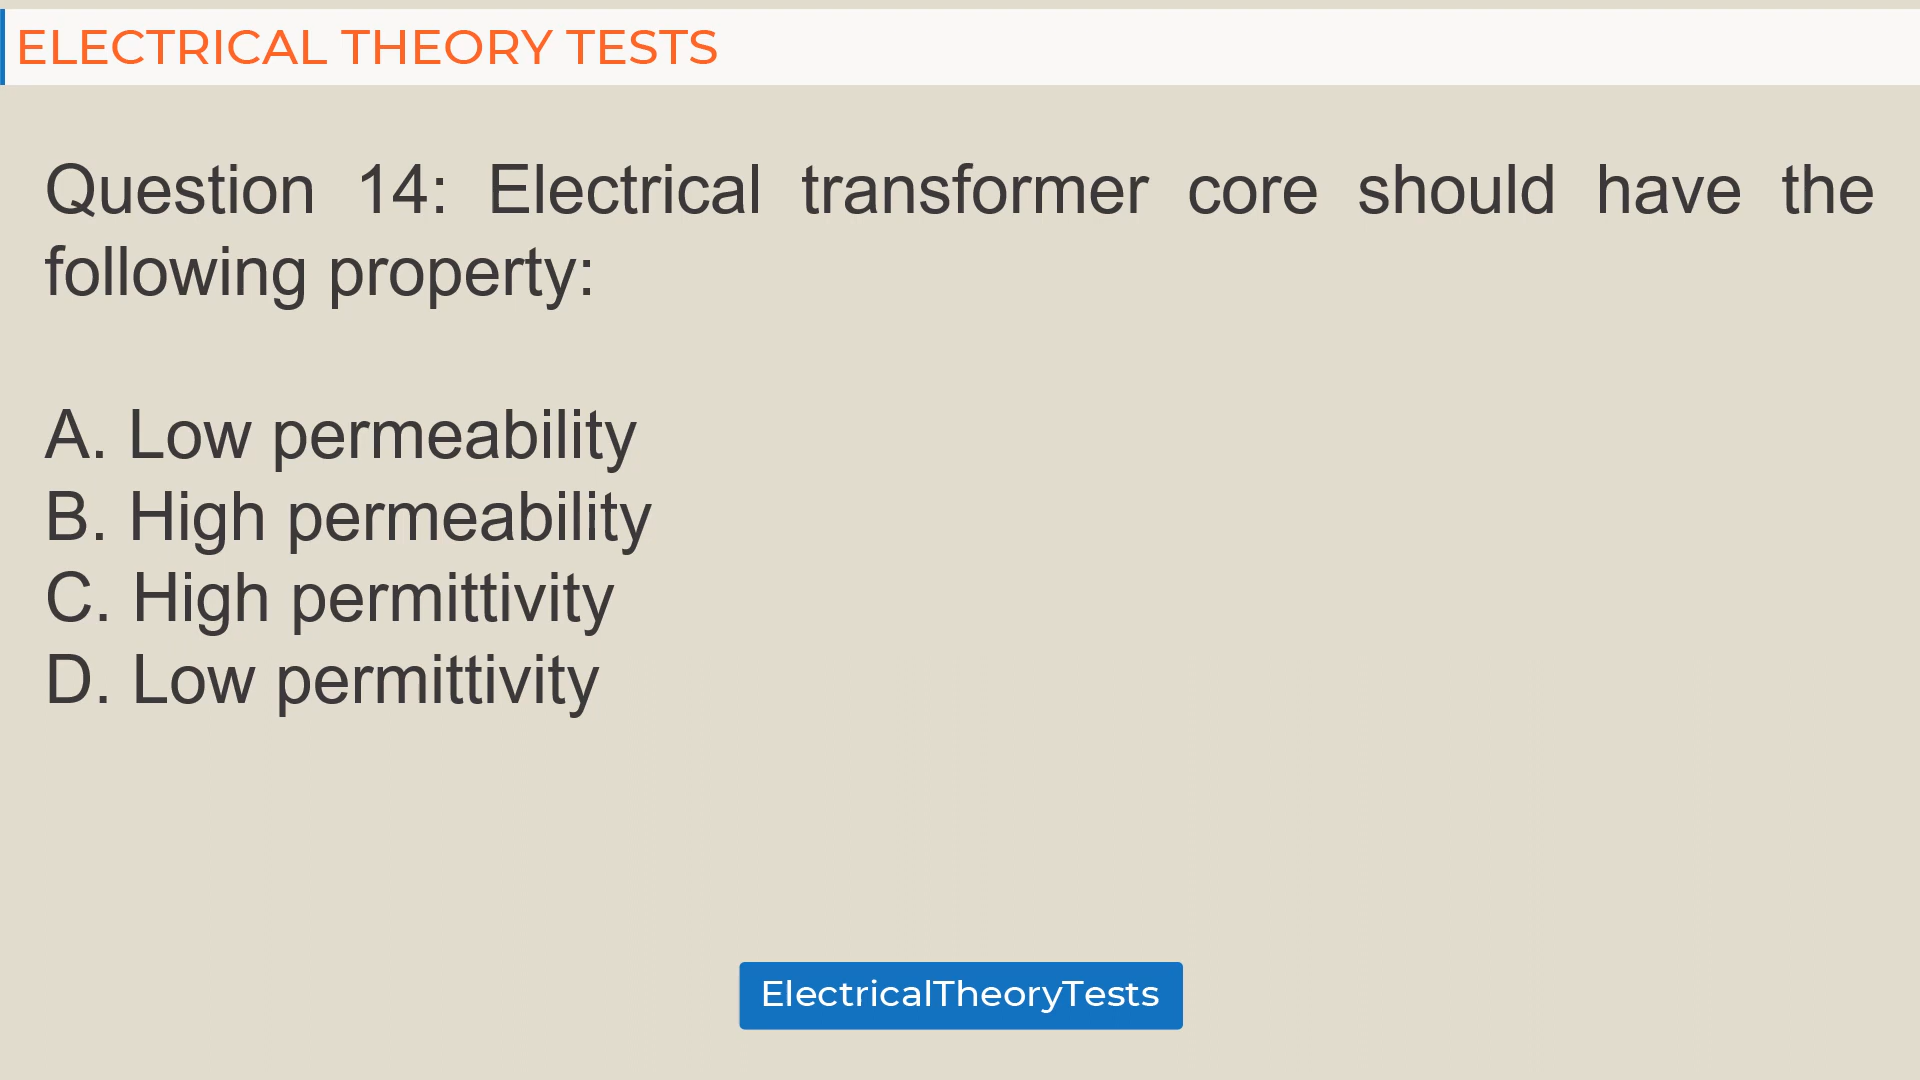 ELECTRICAL THEORY TESTS
Question 14: Electrical transformer core should have the
following property:
A. Low permeability
B. High permeability
C. High permittivity
D. Low permittivity
ElectricalTheoryTests